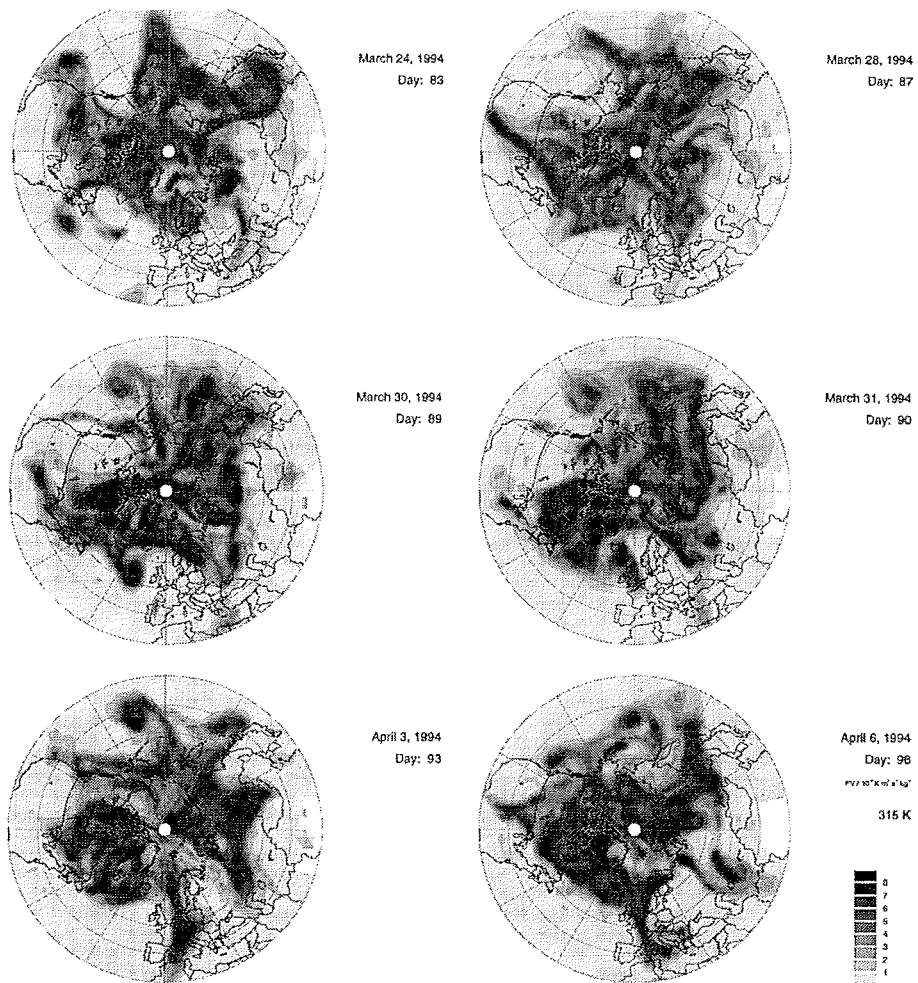 March 24, 1994
Day: 83
March 28, 1994
Day: 87
March 30, 1994
Day: 89
March 31, 1994
Day: 90
April 3, 1994
Day: 93
April 6, 1994
Day: 96
315 K
8
7
6
5
4
3
2
1